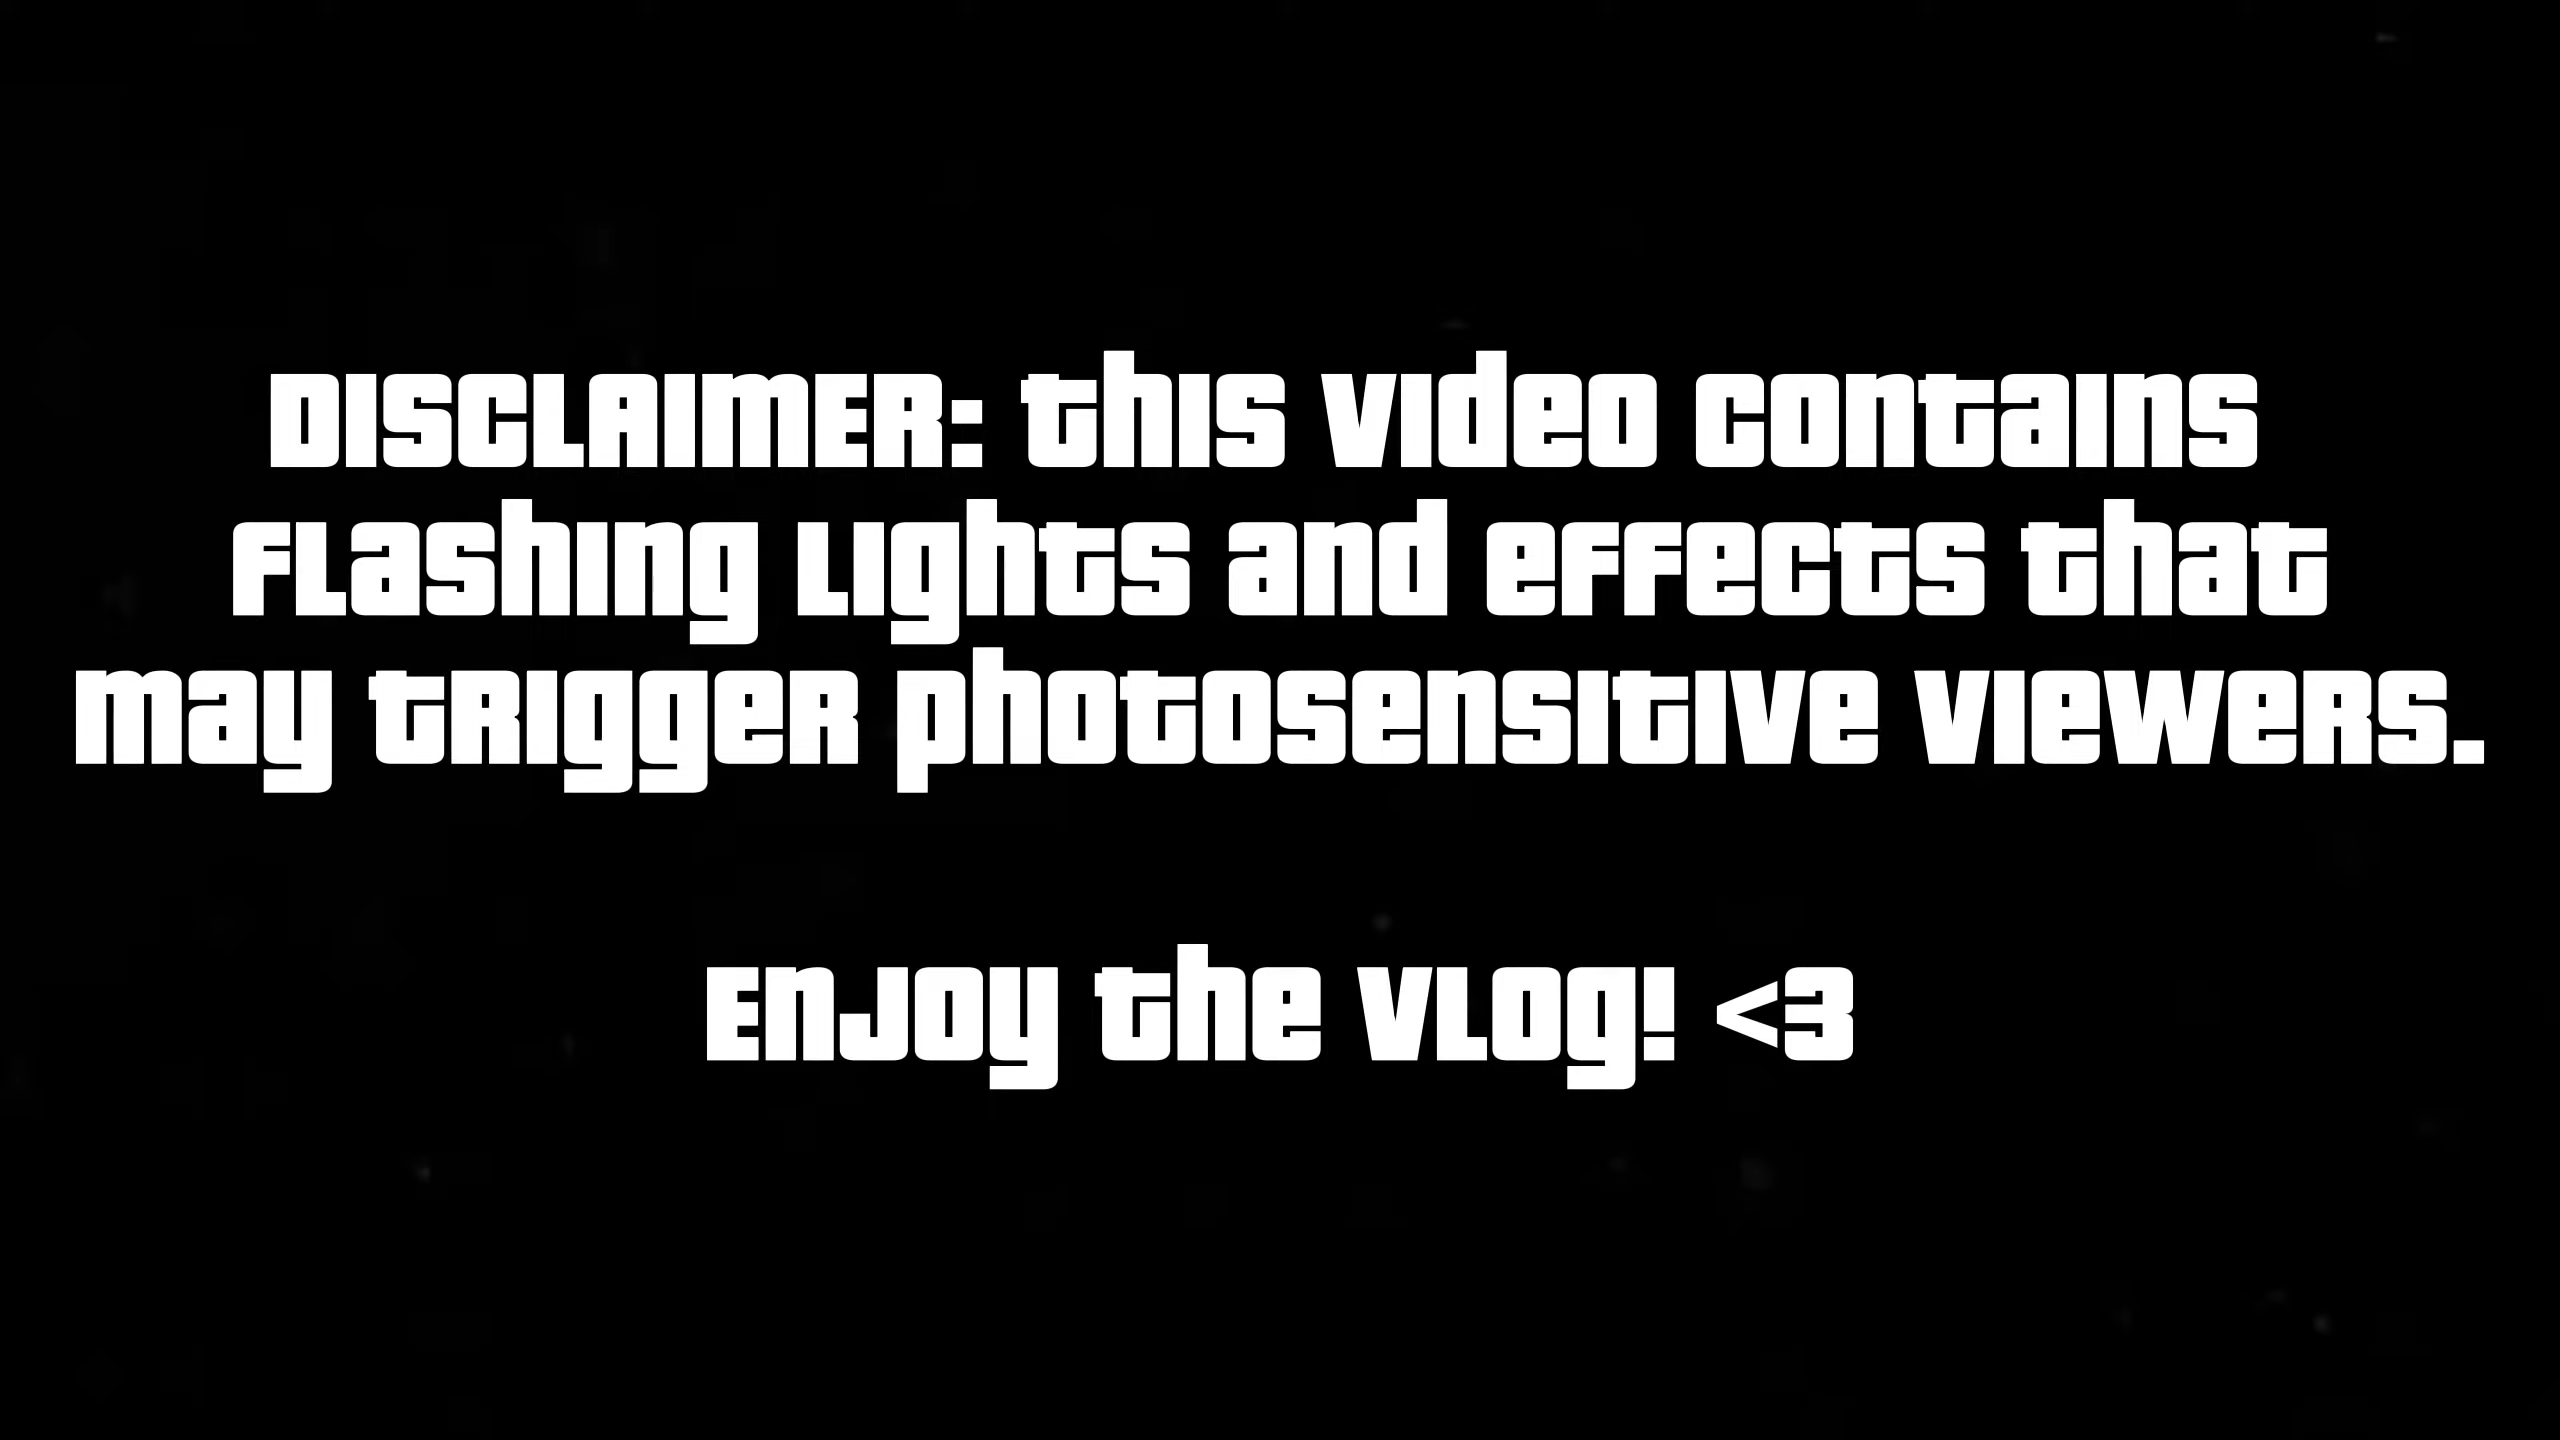 DISCLAIMER: this video contains
flashing lights and effects that
may trigger photosensitive viewers.
Enjoy the vlog! <3